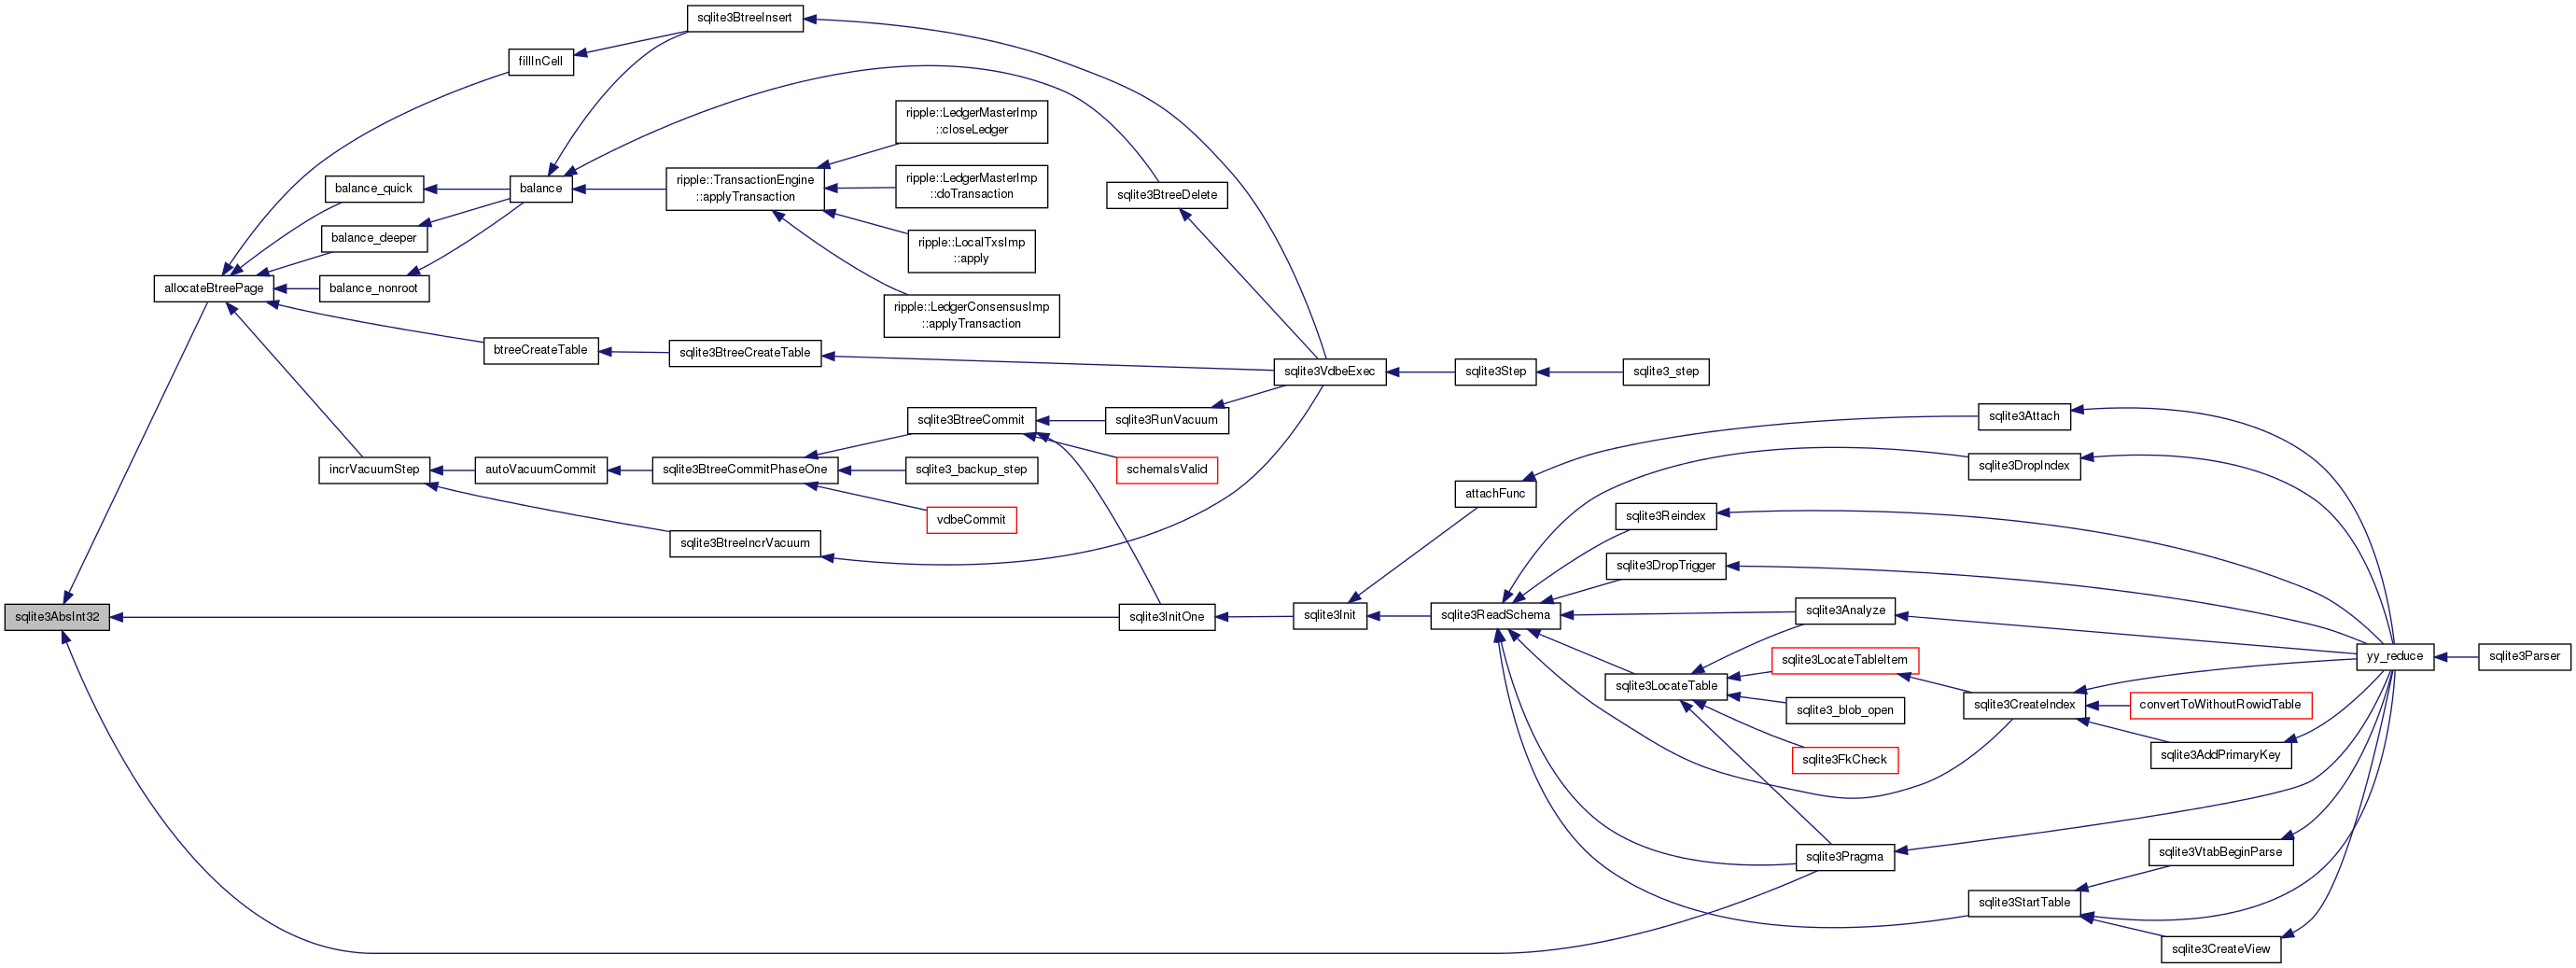 sqlite3BtreeInsert
fillInCell
ripple::LedgerMasterImp
::closeLedger
balance_quick
balance
ripple::TransactionEngine
::applyTransaction
ripple::LedgerMasterImp
::doTransaction
sqlite3BtreeDelete
balance_deeper
ripple::LocalTxsImp
::apply
allocateBtreePage
balance_nonroot
ripple::LedgerConsensusImp
::applyTransaction
btreeCreateTable
sqlite3BtreeCreateTable
sqlite3VdbeExec
sqlite3Step
sqlite3_step
sqlite3BtreeCommit
sqlite3RunVacuum
sqlite3Attach
incrVacuumStep
autoVacuumCommit
sqlite3BtreeCommitPhaseOne
sqlite3_backup_step
schemaIsValid
sqlite3DropIndex
attachFunc
vdbeCommit
sqlite3Reindex
sqlite3BtreeIncrVacuum
sqlite3DropTrigger
sqlite3AbsInt32
sqlite3InitOne
sqlite3Init
sqlite3ReadSchema
sqlite3Analyze
sqlite3LocateTableItem
yy_reduce
sqlite3Parser
sqlite3LocateTable
sqlite3_blob_open
sqlite3CreateIndex
convertToWithoutRowidTable
sqlite3FkCheck
sqlite3AddPrimaryKey
sqlite3Pragma
sqlite3VtabBeginParse
sqlite3StartTable
sqlite3CreateView